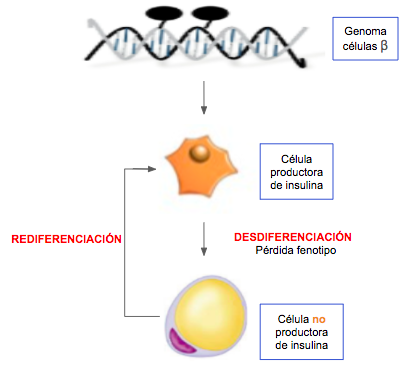 Genoma
células β
Célula
productora
de insulina
REDIFERENCIACIÓN
DESDIFERENCIACIÓN
Pérdida fenotipo
Célula no
productora
de insulina